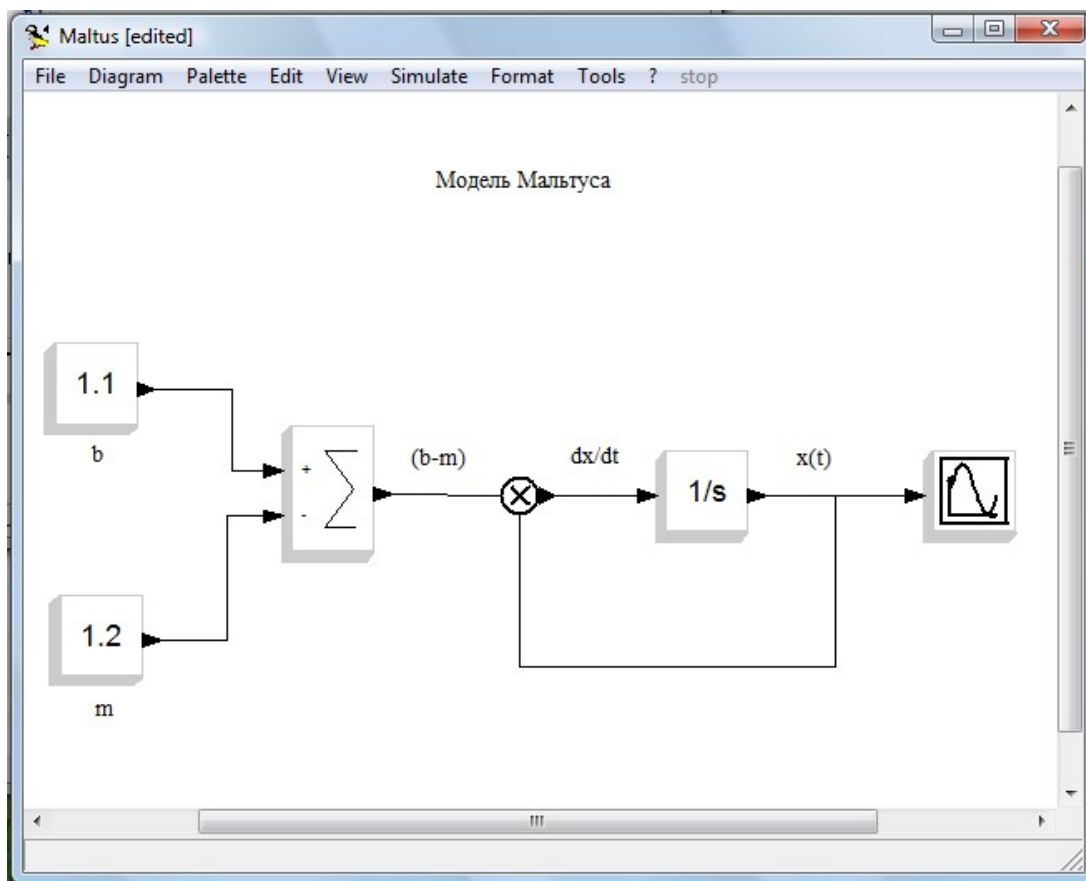 Maltus [edited]
File Diagram Palette Edit View Simulate Format Tools ? stop
Модель Мальтуса
1.1
b
+
-
(b-m)
dx/dt
1/s
x(t)
1.2
m